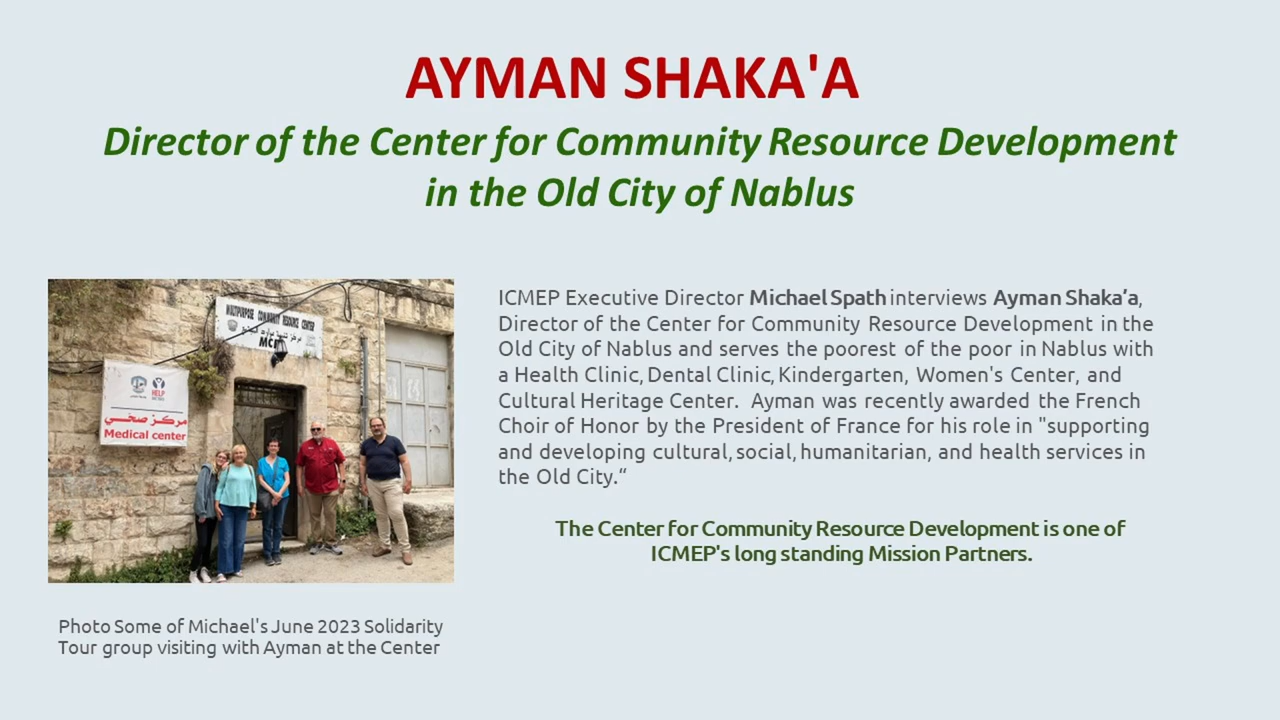 AYMAN SHAKA'A
Director of the Center for Community Resource Development
in the Old City of Nablus
MULTIPURPOSE COMMUNITY RESOURCE CENTER
HELP
مركز صحي
Medical center
ICMEP Executive Director Michael Spath interviews Ayman Shaka’a,
Director of the Center for Community Resource Development in the
Old City of Nablus and serves the poorest of the poor in Nablus with
a Health Clinic, Dental Clinic, Kindergarten, Women's Center, and
Cultural Heritage Center. Ayman was recently awarded the French
Choir of Honor by the President of France for his role in "supporting
and developing cultural, social, humanitarian, and health services in
the Old City.“
The Center for Community Resource Development is one of
ICMEP's long standing Mission Partners.
Photo Some of Michael's June 2023 Solidarity
Tour group visiting with Ayman at the Center